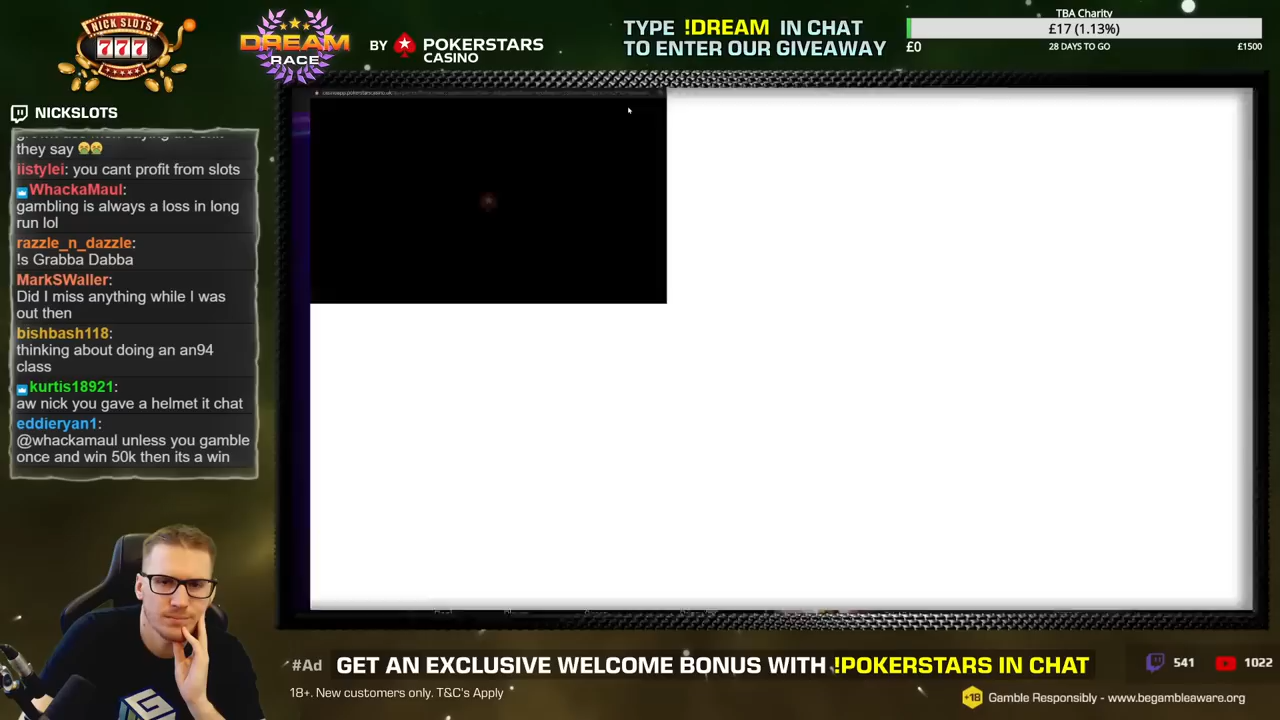 NICK SLOTS
777
DREAM
RACE
BY POKERSTARS
CASINO
TYPE !DREAM IN CHAT
TO ENTER OUR GIVEAWAY
TBA Charity
£17 (1.13%)
£0
28 DAYS TO GO
£1500
NICKSLOTS
they say
iistylei: you cant profit from slots
WhackaMaul:
gambling is always a loss in long
run lol
razzle_n_dazzle:
!s Grabba Dabba
MarkSWaller:
Did I miss anything while I was
out then
bishbash118:
thinking about doing an an94
class
kurtis18921:
aw nick you gave a helmet it chat
eddieryan1:
@whackamaul unless you gamble
once and win 50k then its a win
#Ad GET AN EXCLUSIVE WELCOME BONUS WITH !POKERSTARS IN CHAT
541
1022
18+. New customers only. T&C's Apply
+18 Gamble Responsibly - www.begambleaware.org